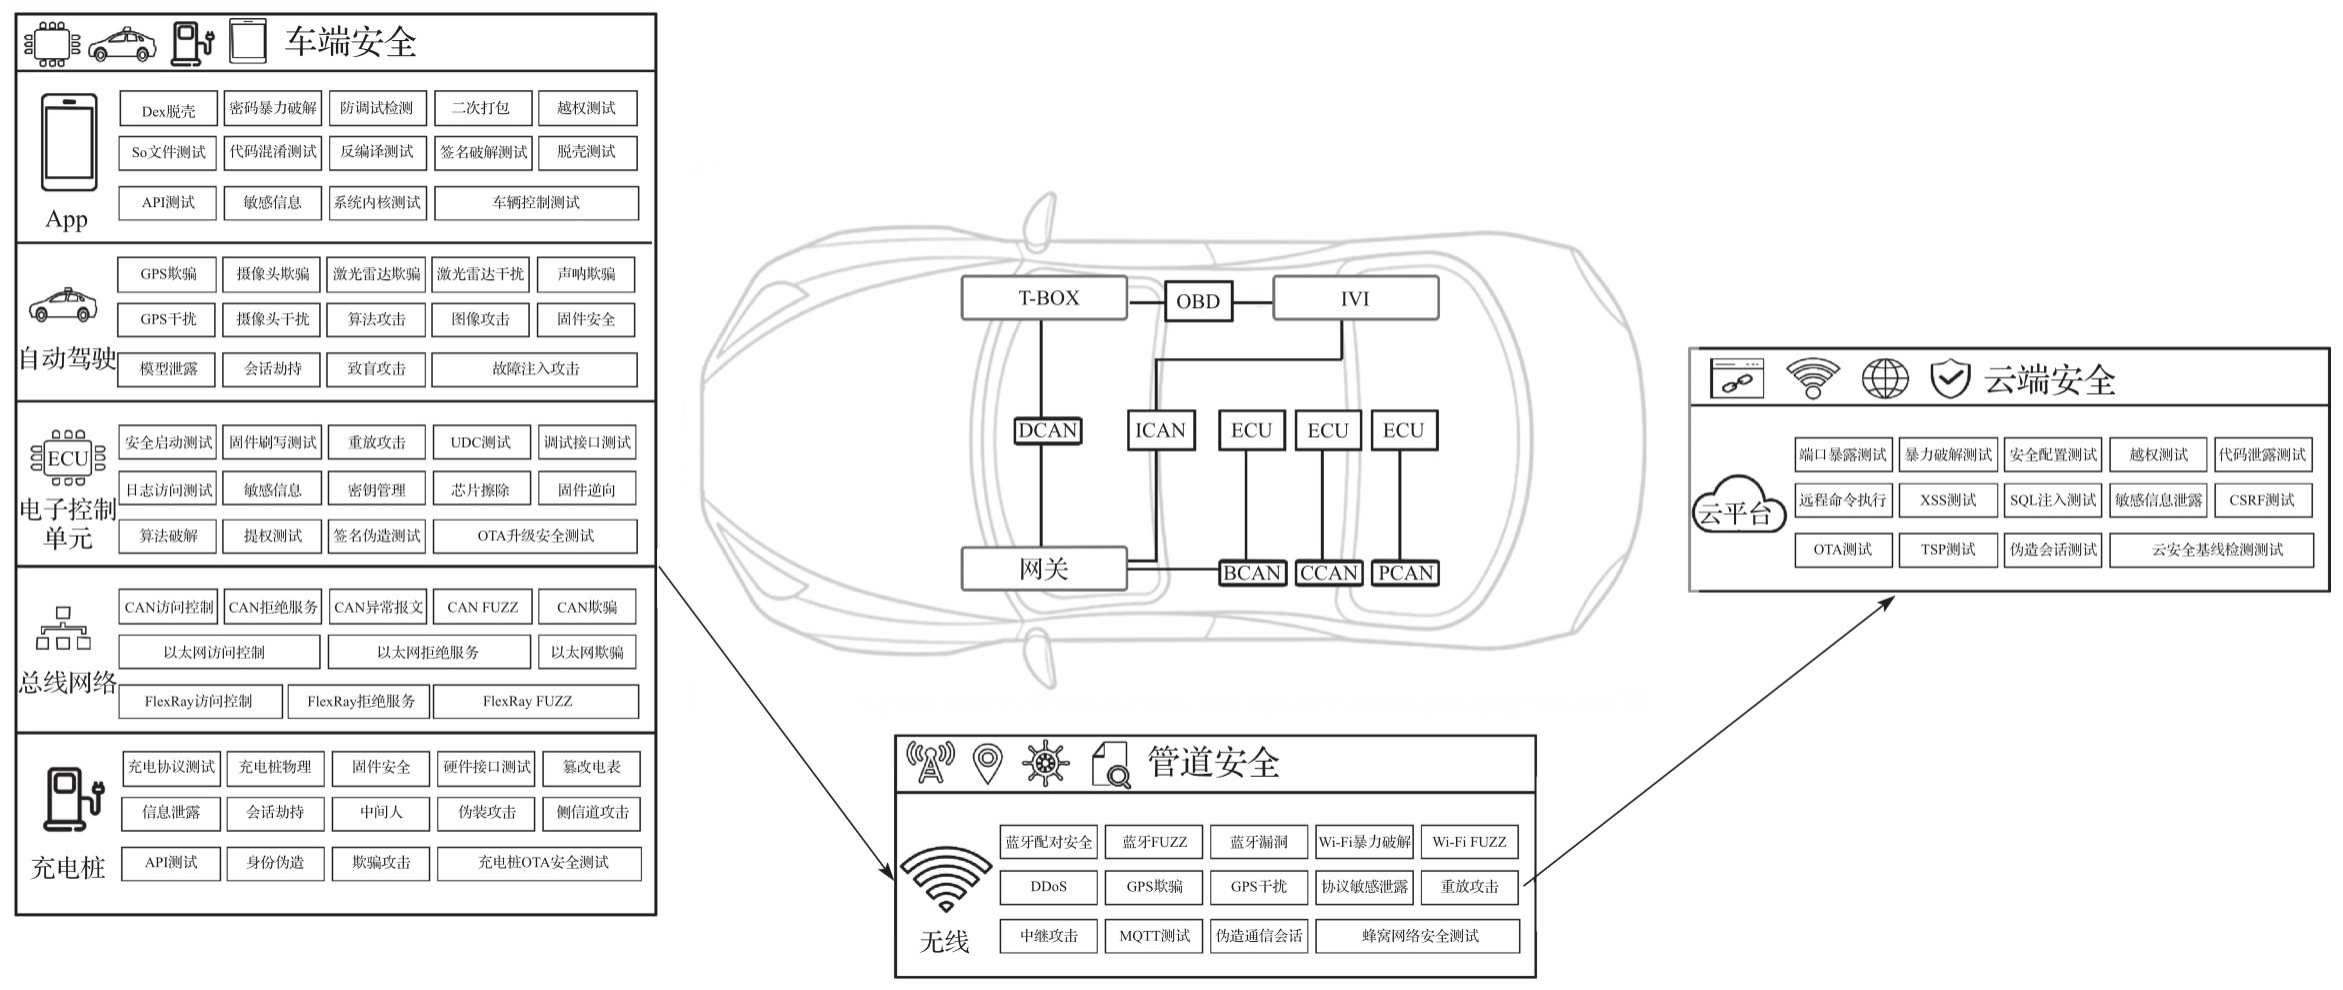 车端安全
Dex脱壳 密码暴力破解 防调试检测 二次打包 越权测试
So文件测试 代码混淆测试 反编译测试 签名破解测试 脱壳测试
API测试 敏感信息 系统内核测试 车辆控制测试
App
GPS欺骗 摄像头欺骗 激光雷达欺骗 激光雷达干扰 声呐欺骗
GPS干扰 摄像头干扰 算法攻击 图像攻击 固件安全
自动驾驶
模型泄露 会话劫持 致盲攻击 故障注入攻击
安全启动测试 固件刷写测试 重放攻击 UDC测试 调试接口测试
ECU
日志访问测试 敏感信息 密钥管理 芯片擦除 固件逆向
电子控制
单元
算法破解 提权测试 签名伪造测试 OTA升级安全测试
CAN访问控制 CAN拒绝服务 CAN异常报文 CAN FUZZ CAN欺骗
以太网访问控制 以太网拒绝服务 以太网欺骗
总线网络
FlexRay访问控制 FlexRay拒绝服务 FlexRay FUZZ
充电协议测试 充电桩物理 固件安全 硬件接口测试 篡改电表
信息泄露 会话劫持 中间人 伪装攻击 侧信道攻击
充电桩
API测试 身份伪造 欺骗攻击 充电桩OTA安全测试
T-BOX OBD IVI
DCAN ICAN ECU ECU ECU
网关 BCAN CCAN PCAN
管道安全
蓝牙配对安全 蓝牙FUZZ 蓝牙漏洞 Wi-Fi暴力破解 Wi-Fi FUZZ
DDoS GPS欺骗 GPS干扰 协议敏感泄露 重放攻击
无线
中继攻击 MQTT测试 伪造通信会话 蜂窝网络安全测试
云端安全
端口暴露测试 暴力破解测试 安全配置测试 越权测试 代码泄露测试
云平台
远程命令执行 XSS测试 SQL注入测试 敏感信息泄露 CSRF测试
OTA测试 TSP测试 伪造会话测试 云安全基线检测测试